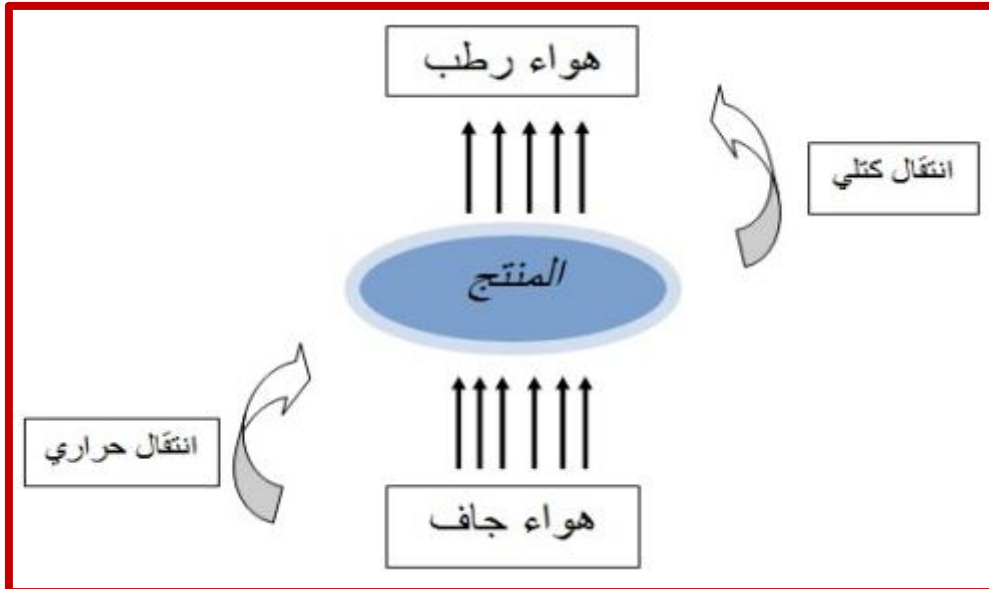 هواء رطب
انتقال كتلي
المنتج
انتقال حراري
هواء جاف